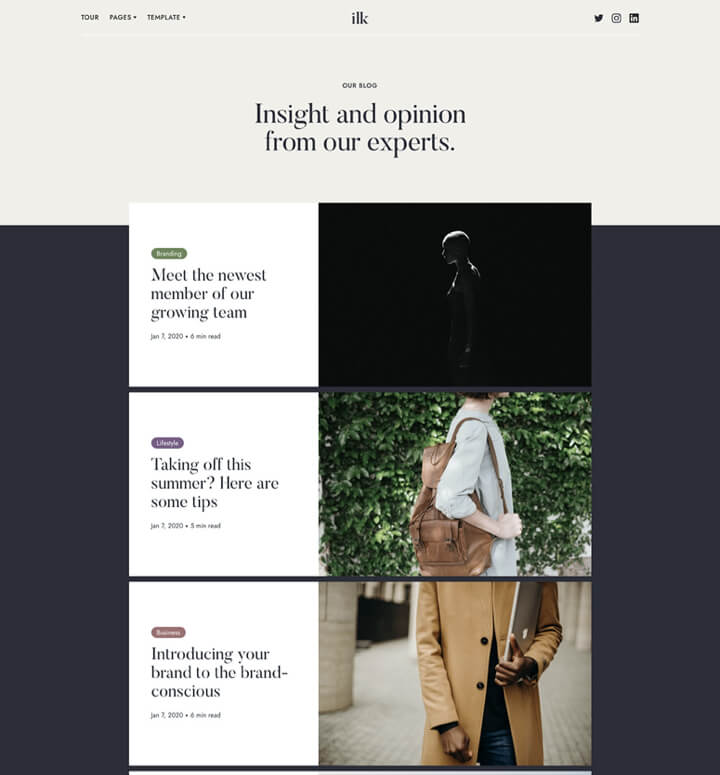 TOUR PAGES TEMPLATE ilk
OUR BLOG
Insight and opinion
from our experts.
Branding
Meet the newest
member of our
growing team
Jan 7, 2020 • 6 min read
Lifestyle
Taking off this
summer? Here are
some tips
Jan 7, 2020 • 5 min read
Business
Introducing your
brand to the brand-
conscious
Jan 7, 2020 • 6 min read